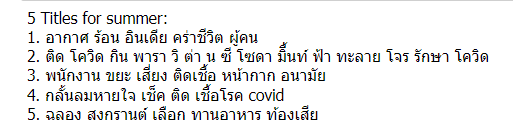 5 Titles for summer:
1. อากาศ ร้อน อินเดีย คร่าชีวิต ผู้คน
2. ติด โควิด กิน พารา วิ ต่า น ซี โซดา มิ้นท์ ฟ้า ทะลาย โจร รักษา โควิด
3. พนักงาน ขยะ เสี่ยง ติดเชื้อ หน้ากาก อนามัย
4. กลั้นลมหายใจ เช็ค ติด เชื้อโรค covid
5. ฉลอง สงกรานต์ เลือก ทานอาหาร ท้องเสีย